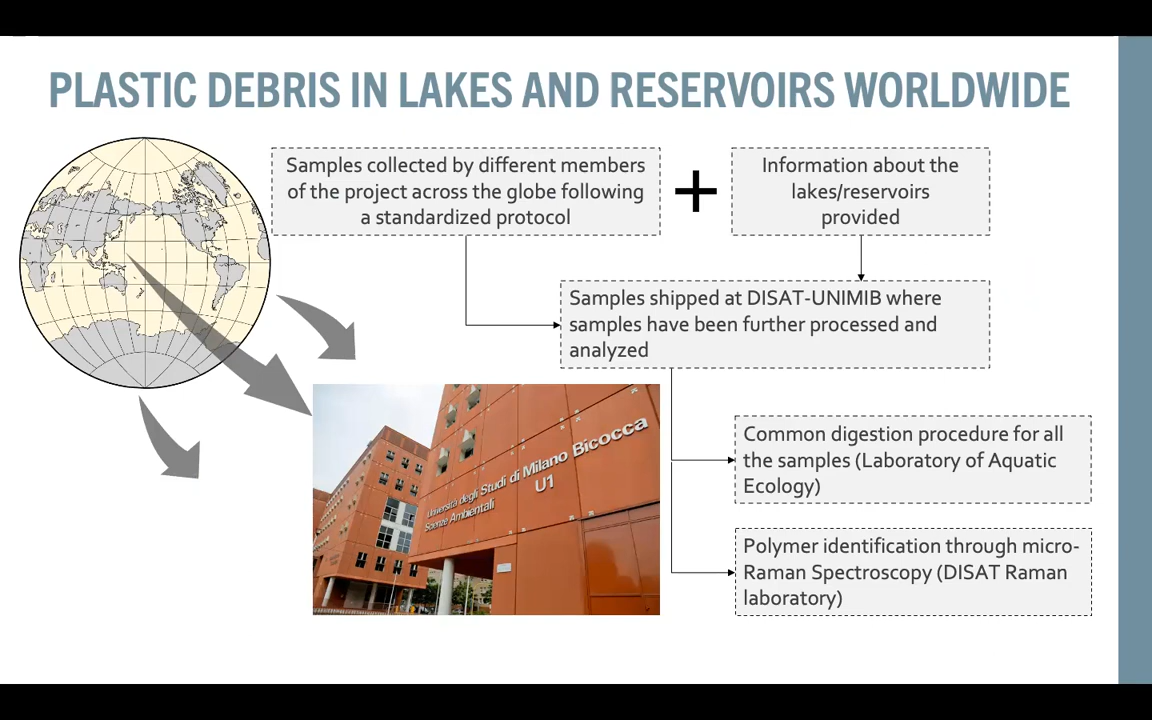 PLASTIC DEBRIS IN LAKES AND RESERVOIRS WORLDWIDE
Samples collected by different members
of the project across the globe following
a standardized protocol
+
Information about the
lakes/reservoirs
provided
Samples shipped at DISAT-UNIMIB where
samples have been further processed and
analyzed
Università degli Studi di Milano Bicocca
Scienze Ambientali
U1
Common digestion procedure for all
the samples (Laboratory of Aquatic
Ecology)
Polymer identification through micro-
Raman Spectroscopy (DISAT Raman
laboratory)